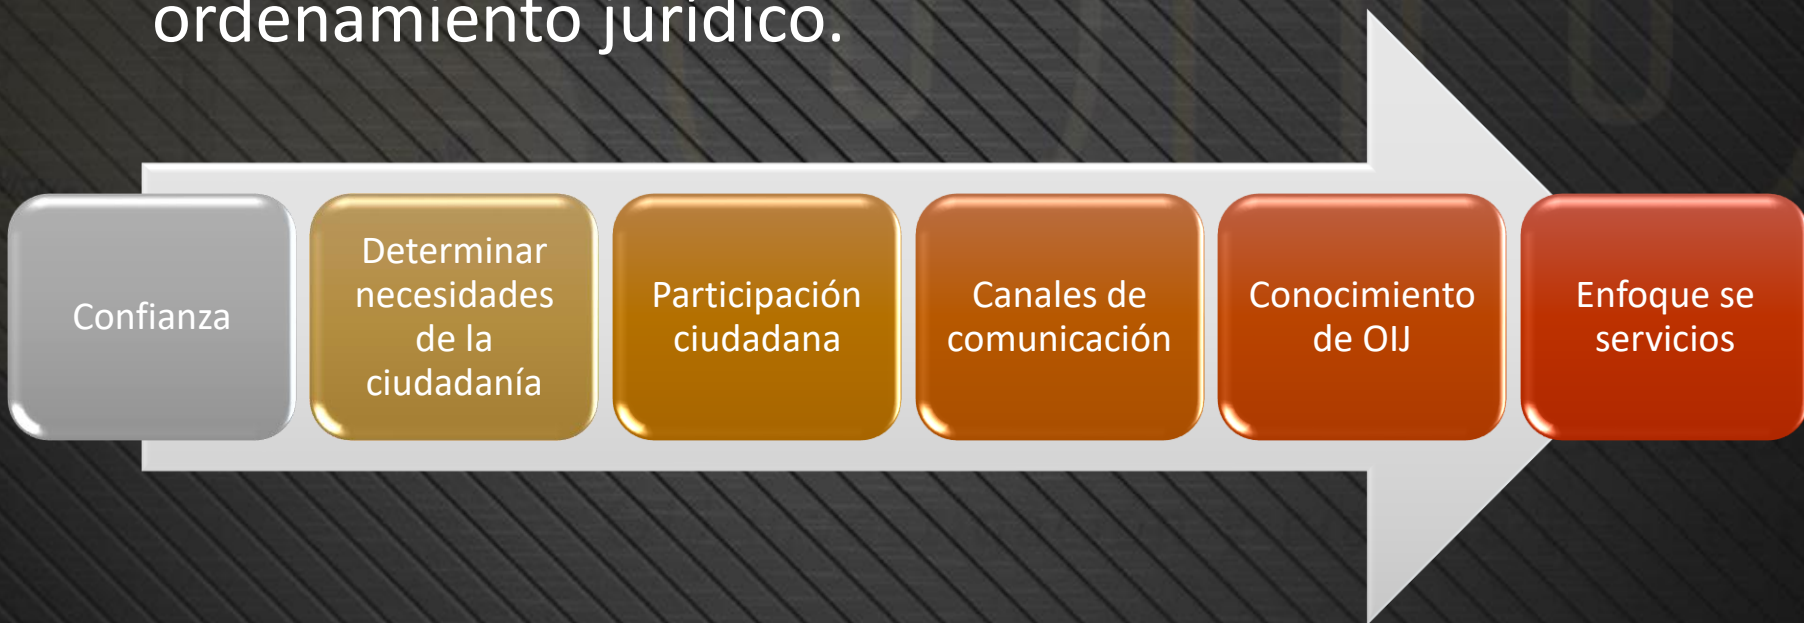 ordenamiento jurídico.
Confianza
Determinar
necesidades
de la
ciudadanía
Participación
ciudadana
Canales de
comunicación
Conocimiento
de OIJ
Enfoque se
servicios